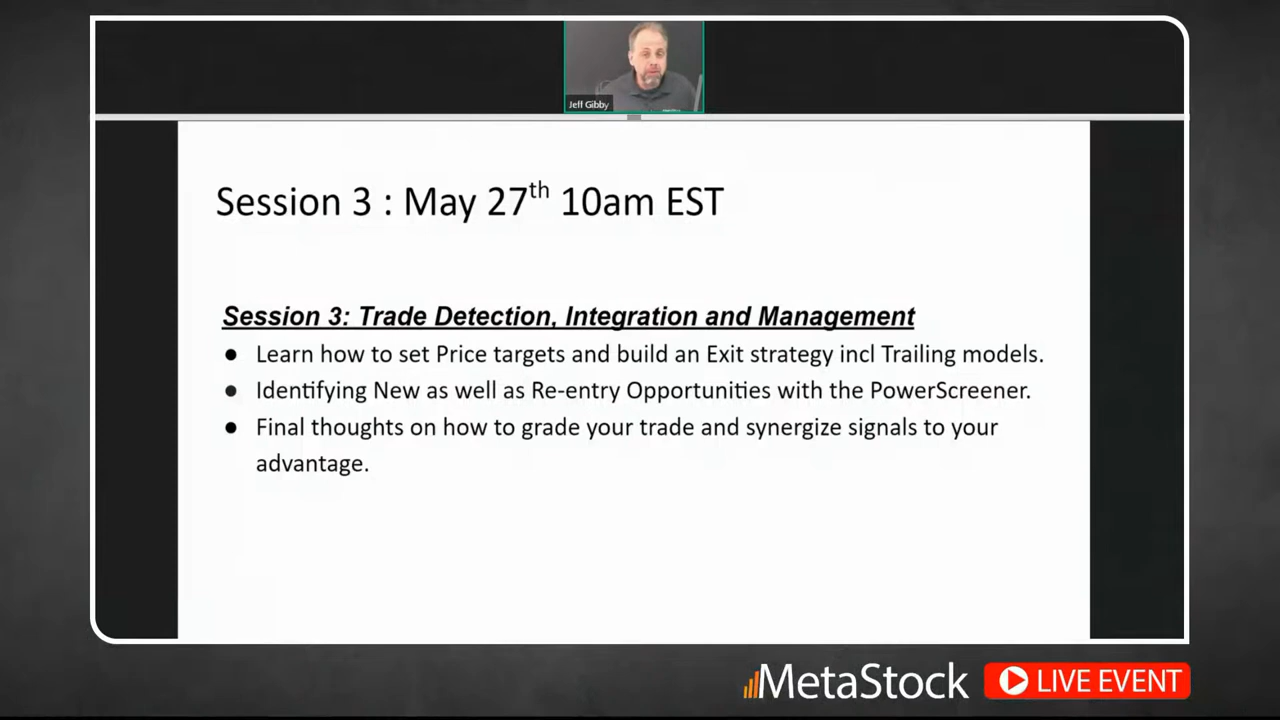 Jeff Gibby
Session 3 : May 27th 10am EST
Session 3: Trade Detection, Integration and Management
● Learn how to set Price targets and build an Exit strategy incl Trailing models.
● Identifying New as well as Re-entry Opportunities with the PowerScreener.
● Final thoughts on how to grade your trade and synergize signals to your
advantage.
MetaStock LIVE EVENT